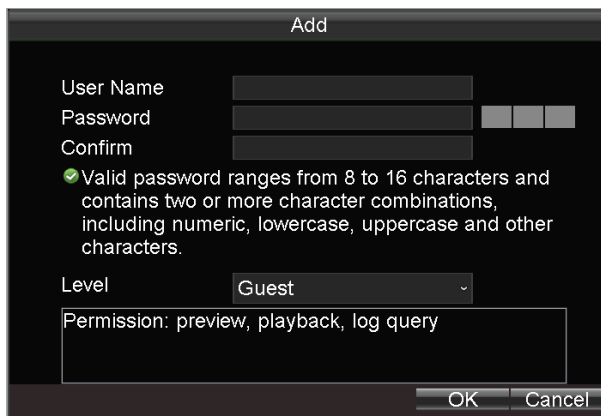 Add
User Name
Password
Confirm
Valid password ranges from 8 to 16 characters and
contains two or more character combinations,
including numeric, lowercase, uppercase and other
characters.
Level Guest
Permission: preview, playback, log query
OK Cancel